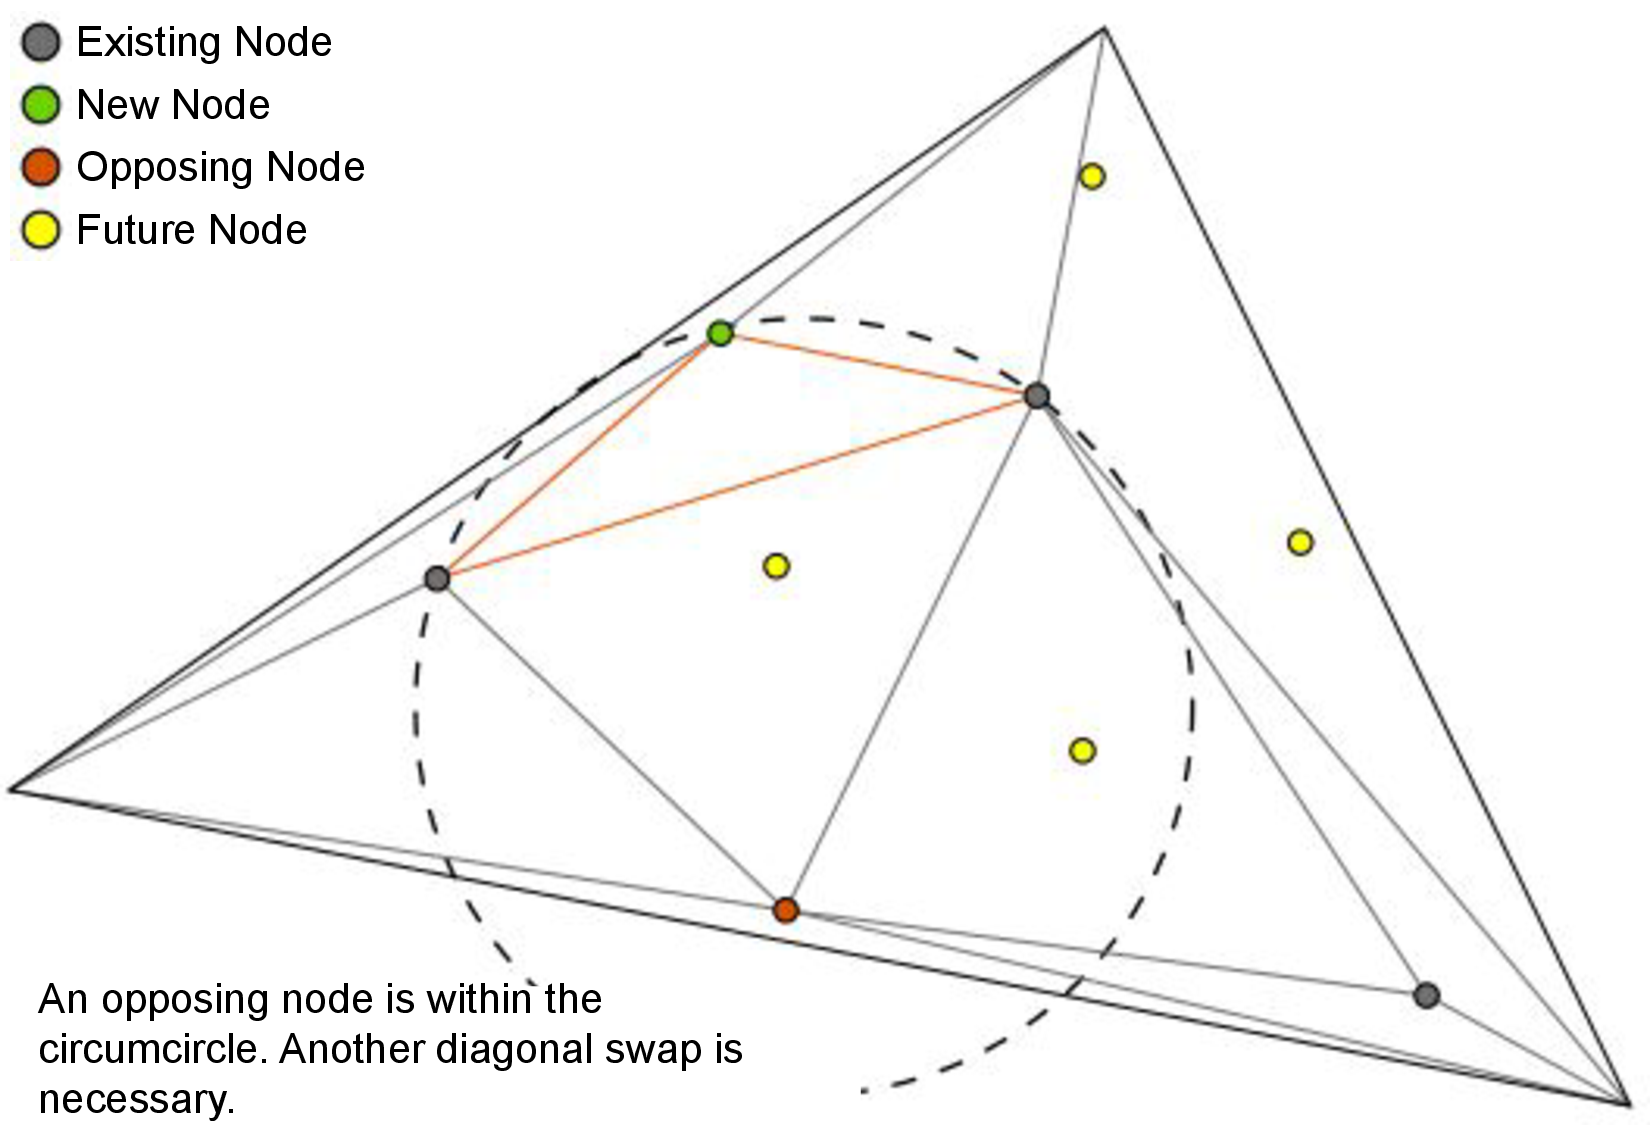 Existing Node
New Node
Opposing Node
Future Node
An opposing node is within the
circumcircle. Another diagonal swap is
necessary.